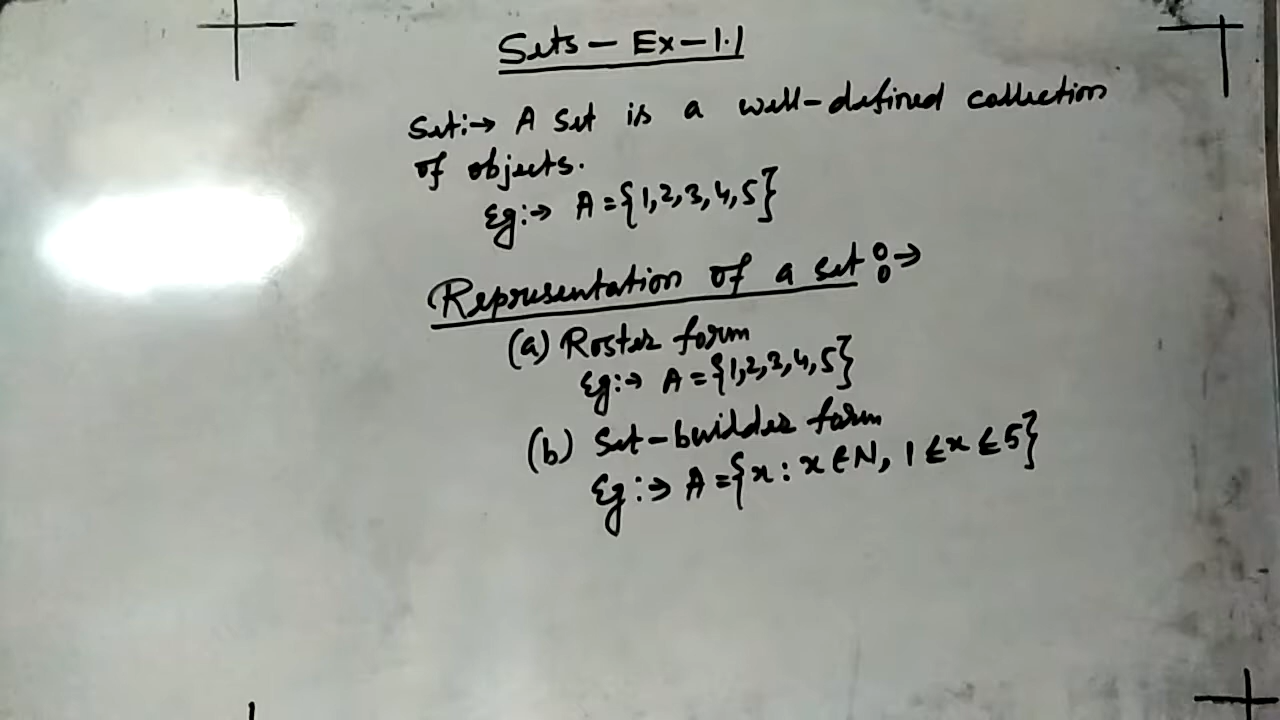 Sets - Ex - 1.1
Set:→ A set is a well-defined collection
of objects.
Eg:→ A = {1,2,3,4,5}
Representation of a set :→
(a) Roster form
Eg:→ A = {1,2,3,4,5}
(b) Set-builder form
Eg:→ A = {x : x ∈ N, 1 ≤ x ≤ 5}